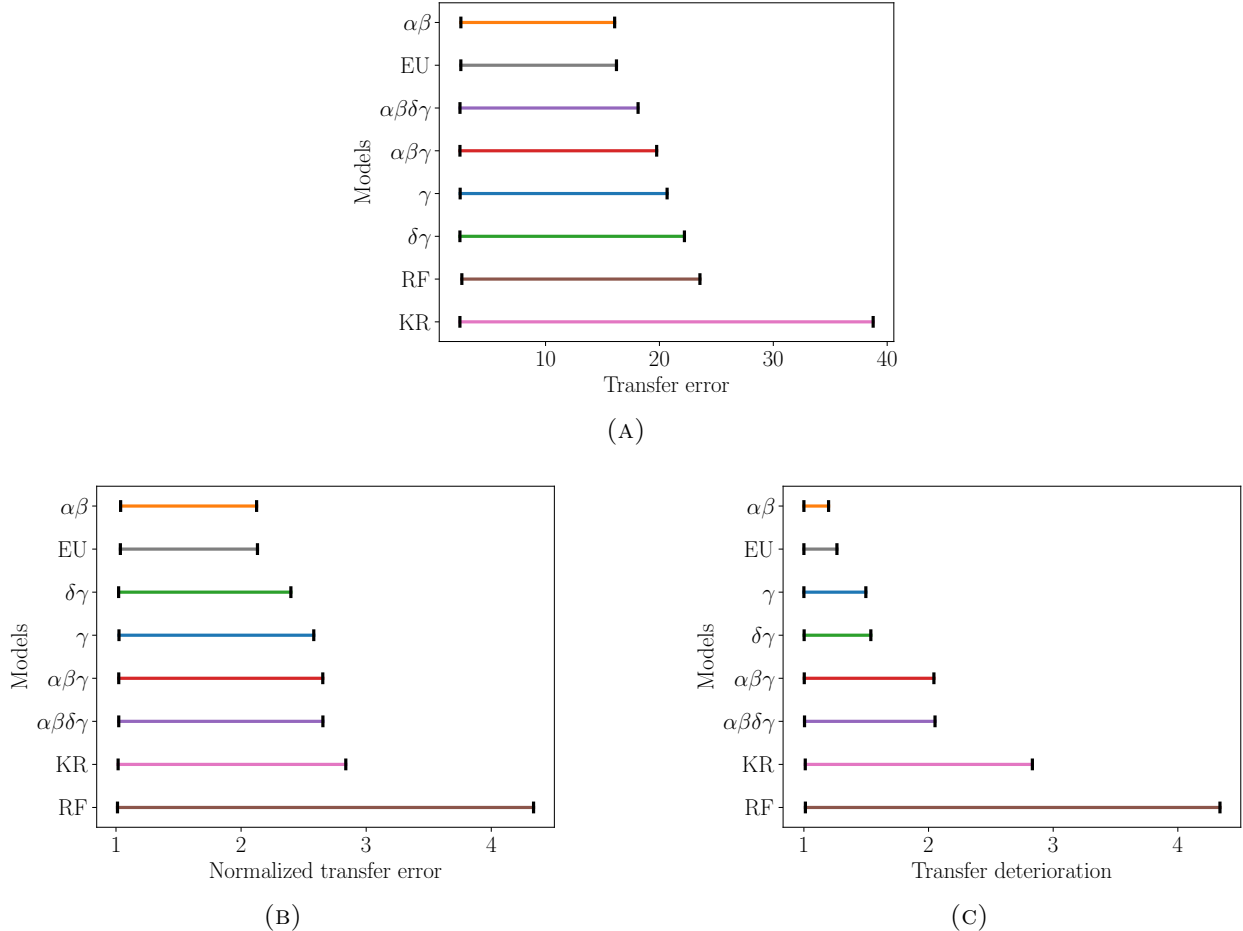 αβ
EU
αβδγ
αβγ
γ
δγ
RF
KR
Models
10 20 30 40
Transfer error
(A)
αβ
EU
δγ
γ
αβγ
αβδγ
KR
RF
Models
1 2 3 4
Normalized transfer error
(B)
αβ
EU
γ
δγ
αβγ
αβδγ
KR
RF
Models
1 2 3 4
Transfer deterioration
(C)